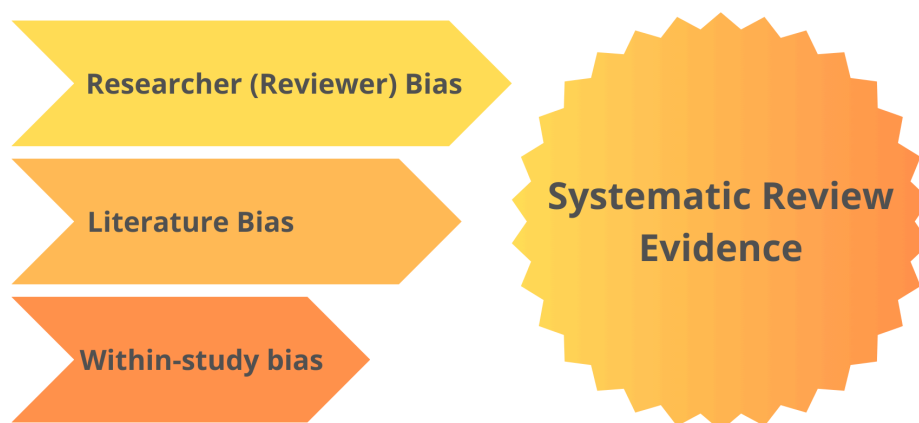 Researcher (Reviewer) Bias
Literature Bias
Within-study bias
Systematic Review
Evidence